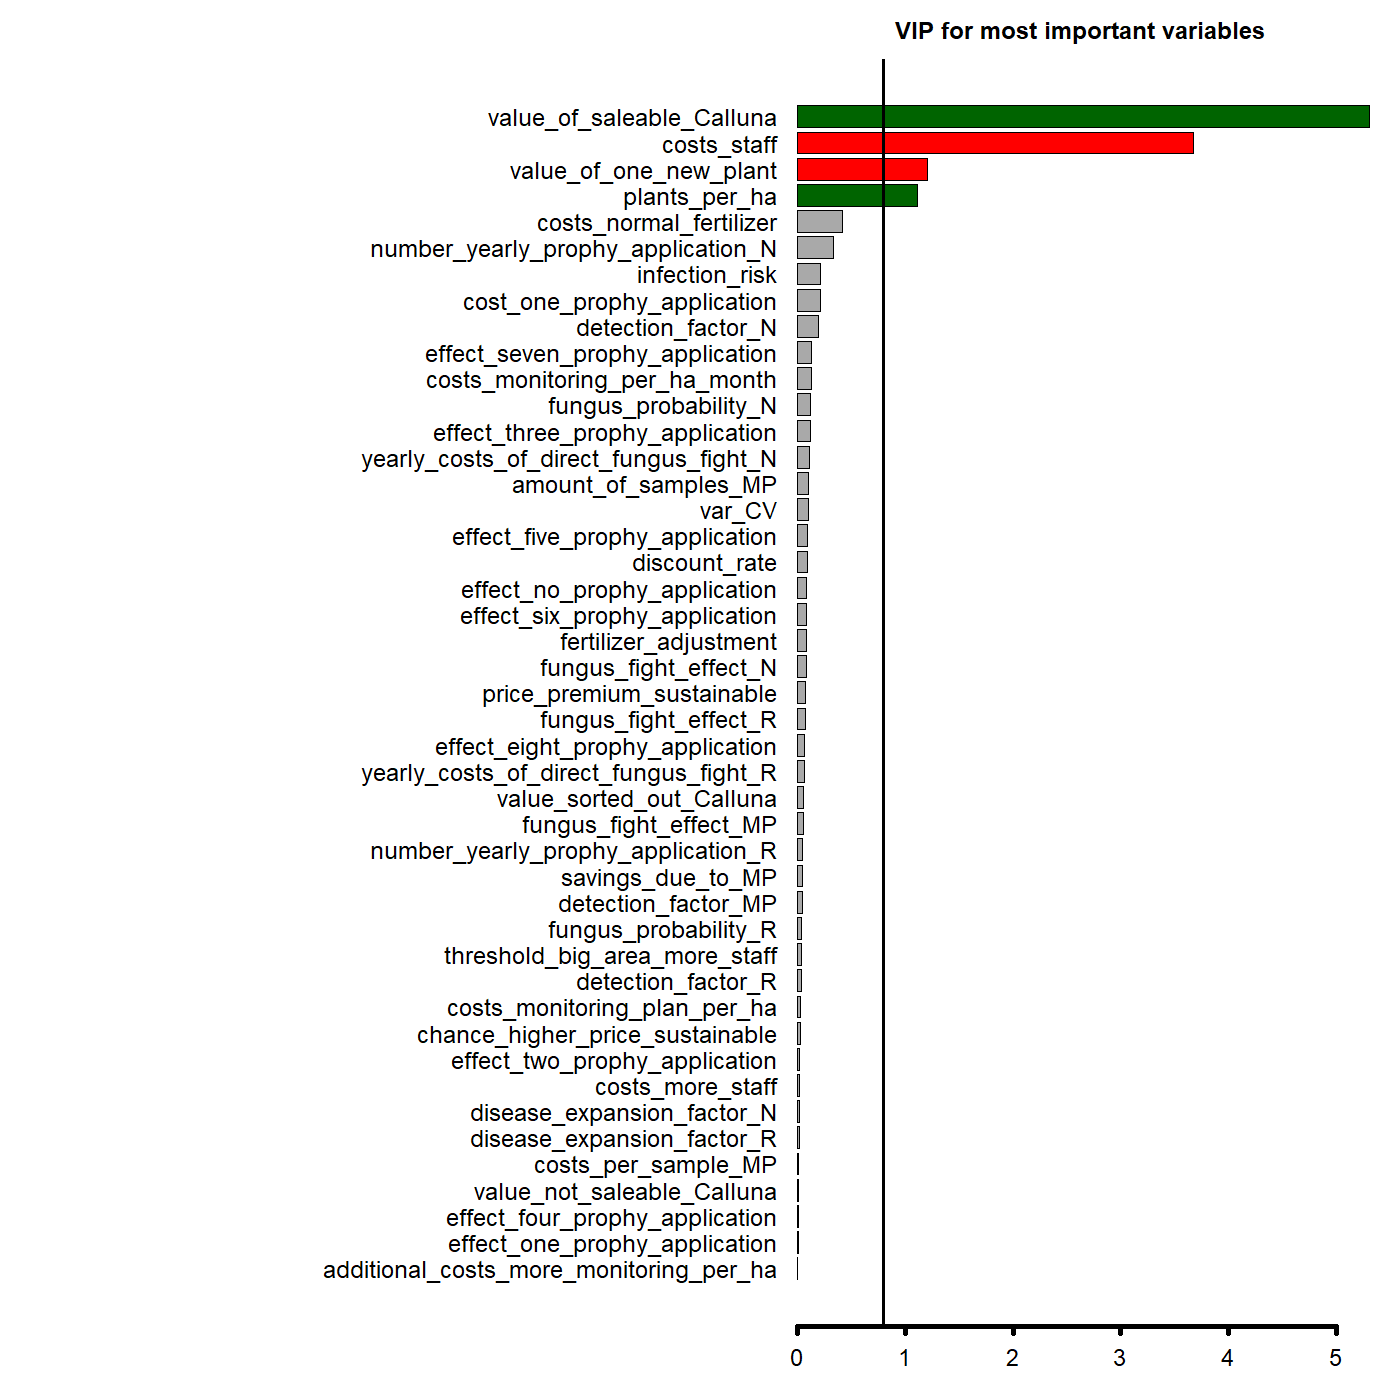 VIP for most important variables
value_of_saleable_Calluna
costs_staff
value_of_one_new_plant
plants_per_ha
costs_normal_fertilizer
number_yearly_prophy_application_N
infection_risk
cost_one_prophy_application
detection_factor_N
effect_seven_prophy_application
costs_monitoring_per_ha_month
fungus_probability_N
effect_three_prophy_application
yearly_costs_of_direct_fungus_fight_N
amount_of_samples_MP
var_CV
effect_five_prophy_application
discount_rate
effect_no_prophy_application
effect_six_prophy_application
fertilizer_adjustment
fungus_fight_effect_N
price_premium_sustainable
fungus_fight_effect_R
effect_eight_prophy_application
yearly_costs_of_direct_fungus_fight_R
value_sorted_out_Calluna
fungus_fight_effect_MP
number_yearly_prophy_application_R
savings_due_to_MP
detection_factor_MP
fungus_probability_R
threshold_big_area_more_staff
detection_factor_R
costs_monitoring_plan_per_ha
chance_higher_price_sustainable
effect_two_prophy_application
costs_more_staff
disease_expansion_factor_N
disease_expansion_factor_R
costs_per_sample_MP
value_not_saleable_Calluna
effect_four_prophy_application
effect_one_prophy_application
additional_costs_more_monitoring_per_ha
0 1 2 3 4 5